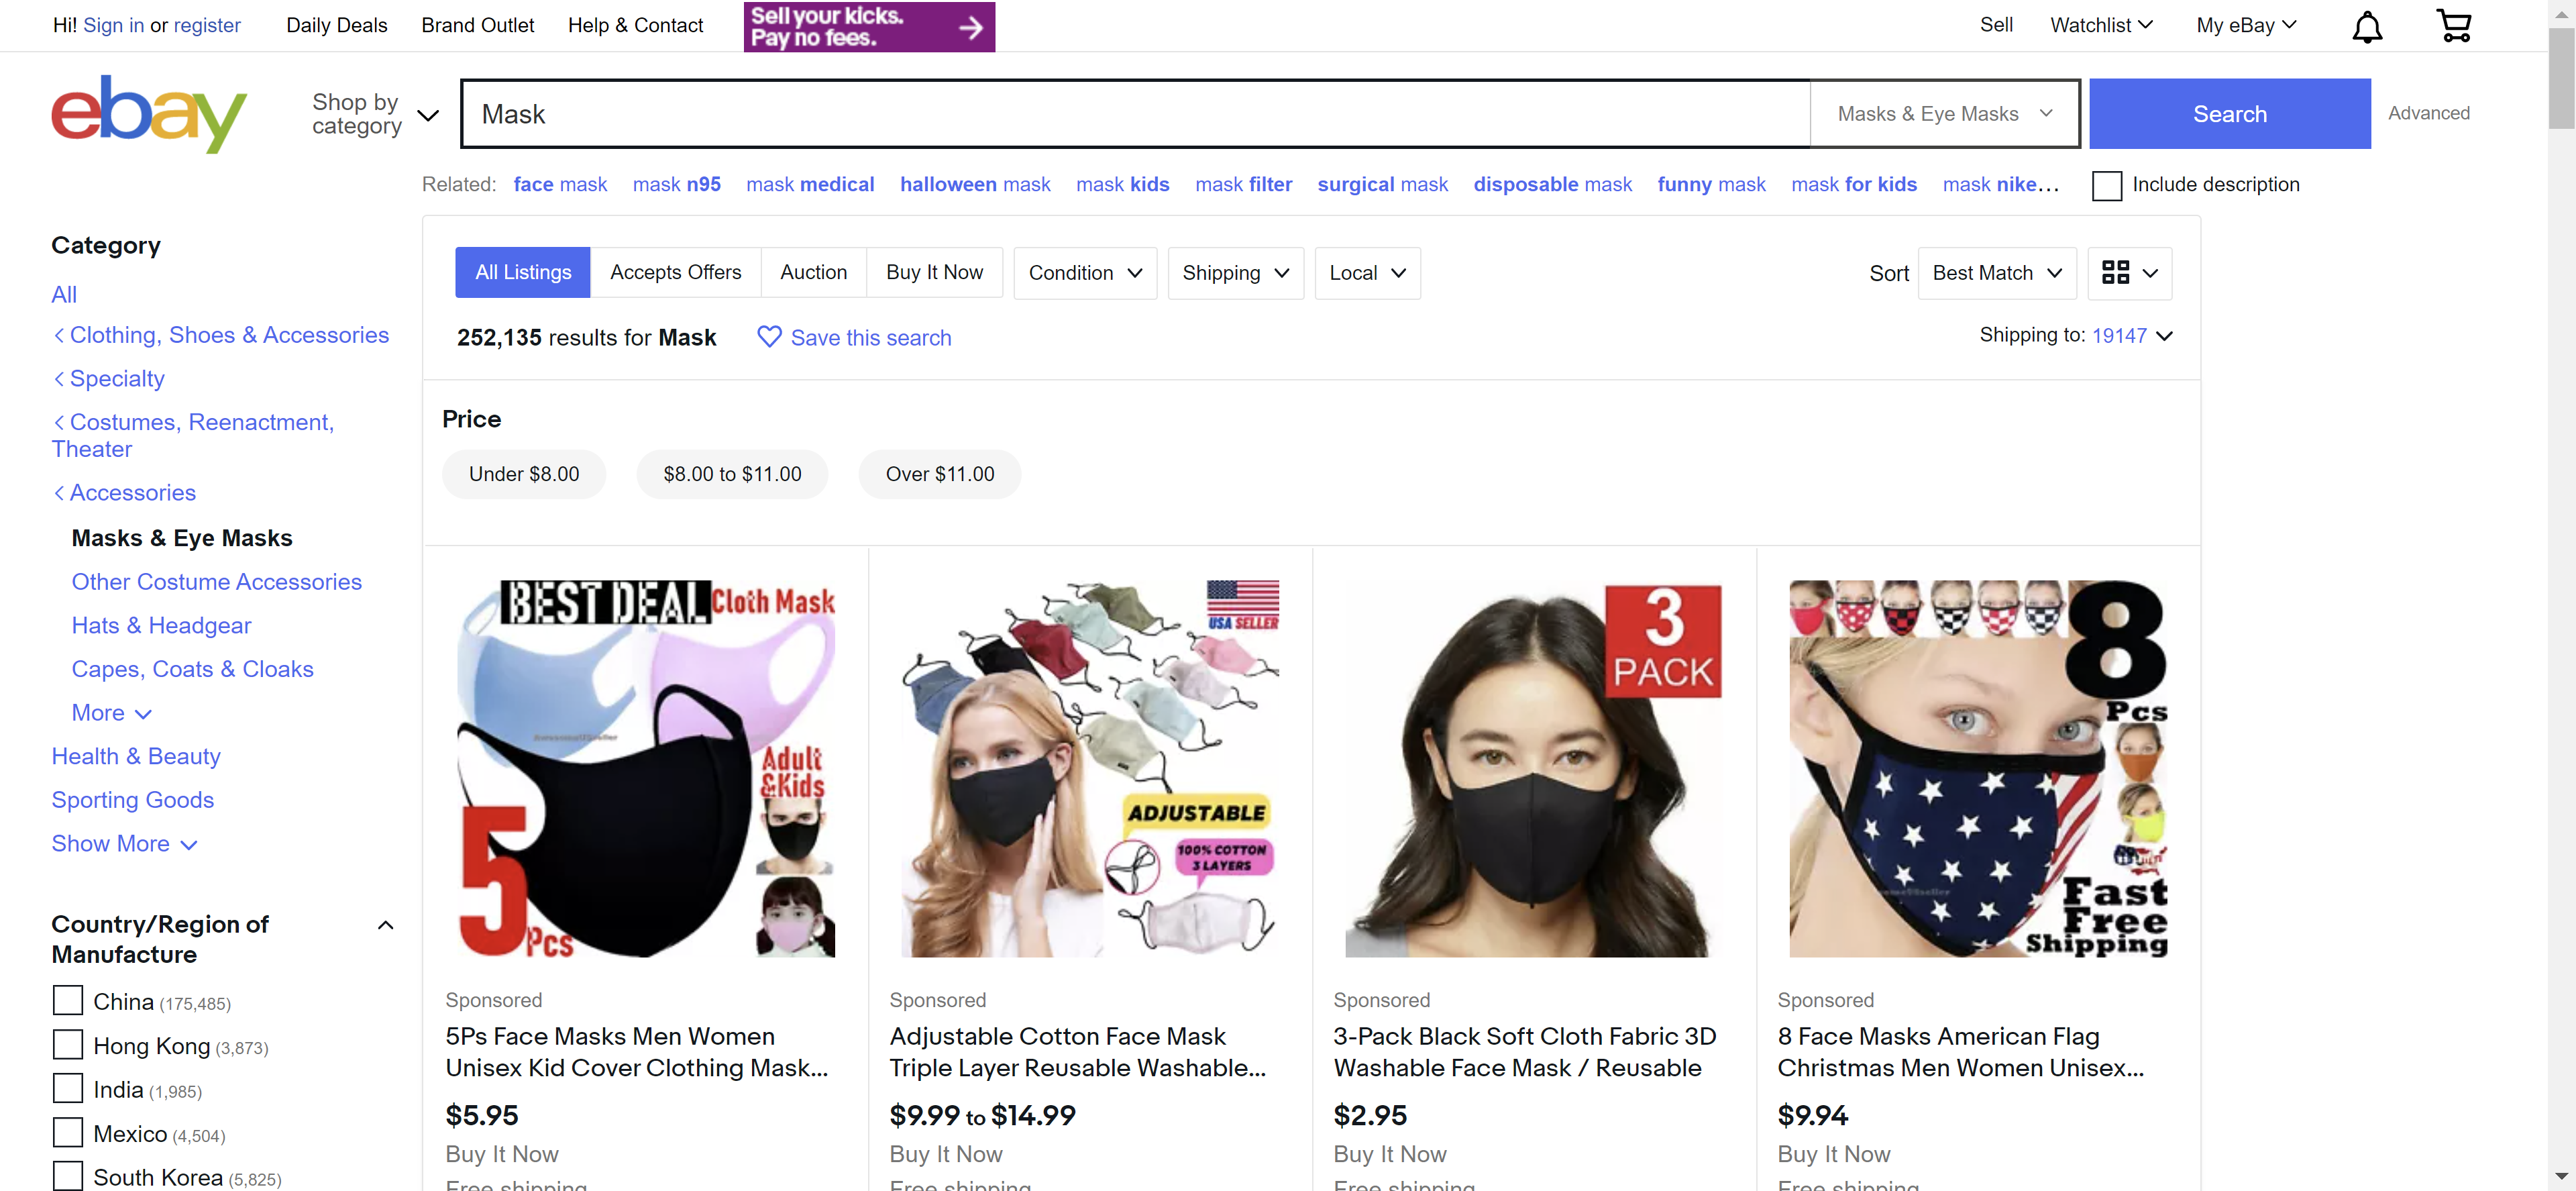 Hi! Sign in or register
Daily Deals
Brand Outlet
Help & Contact
Sell your kicks.
Pay no fees.
Sell
Watchlist
My eBay
ebay
Shop by
category
Mask
Masks & Eye Masks
Search
Advanced
Related: face mask mask n95 mask medical halloween mask mask kids mask filter surgical mask disposable mask funny mask mask for kids mask nike...
Include description
Category
All
Clothing, Shoes & Accessories
Specialty
Costumes, Reenactment,
Theater
Accessories
Masks & Eye Masks
Other Costume Accessories
Hats & Headgear
Capes, Coats & Cloaks
More
Health & Beauty
Sporting Goods
Show More
Country/Region of
Manufacture
China (175,485)
Hong Kong (3,873)
India (1,985)
Mexico (4,504)
South Korea (5,825)
All Listings
Accepts Offers
Auction
Buy It Now
Condition
Shipping
Local
Sort
Best Match
252,135 results for Mask
Save this search
Shipping to: 19147
Price
Under $8.00
$8.00 to $11.00
Over $11.00
BEST DEAL Cloth Mask
Adult
&Kids
5 Pcs
Sponsored
5Ps Face Masks Men Women
Unisex Kid Cover Clothing Mask...
$5.95
Buy It Now
Free shipping
USA SELLER
ADJUSTABLE
100% COTTON
3 LAYERS
Sponsored
Adjustable Cotton Face Mask
Triple Layer Reusable Washable...
$9.99 to $14.99
Buy It Now
Free shipping
3
PACK
Sponsored
3-Pack Black Soft Cloth Fabric 3D
Washable Face Mask / Reusable
$2.95
Buy It Now
Free shipping
8
Pcs
Fast
Free
Shipping
Sponsored
8 Face Masks American Flag
Christmas Men Women Unisex...
$9.94
Buy It Now
Free shipping